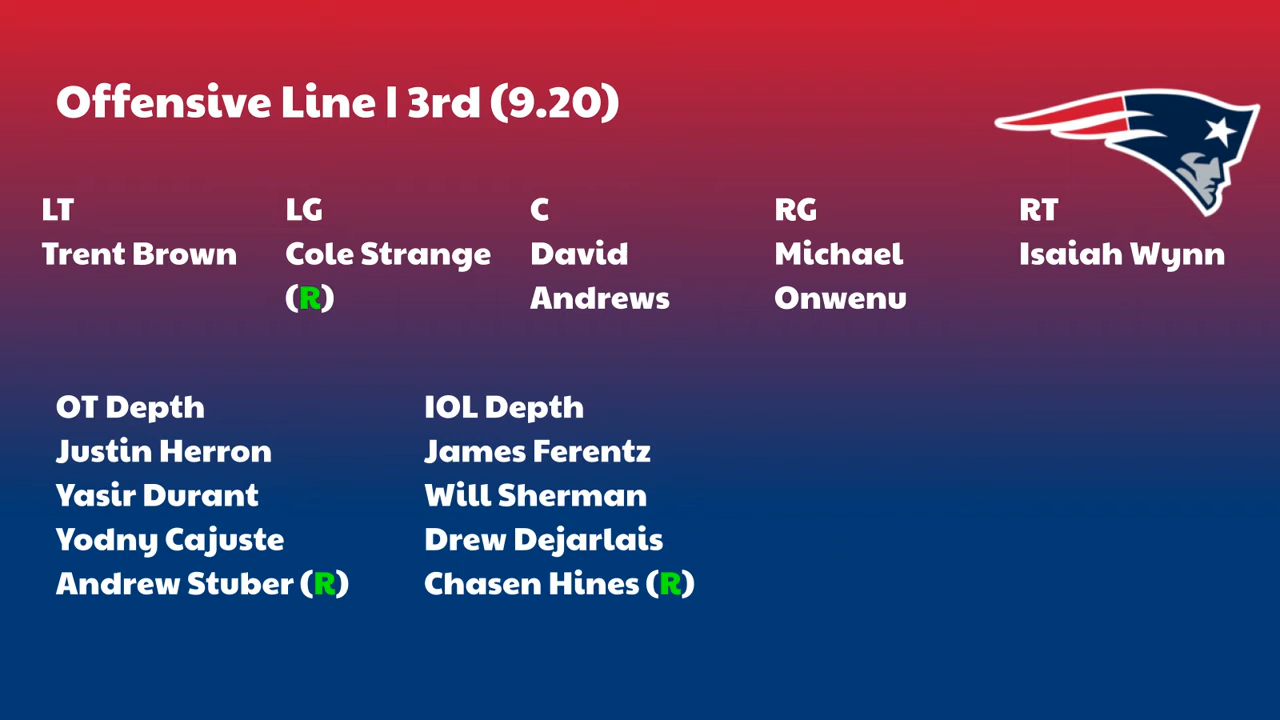 Offensive Line | 3rd (9.20)
LT
Trent Brown
LG
Cole Strange
(R)
C
David
Andrews
RG
Michael
Onwenu
RT
Isaiah Wynn
OT Depth
Justin Herron
Yasir Durant
Yodny Cajuste
Andrew Stuber (R)
IOL Depth
James Ferentz
Will Sherman
Drew Dejarlais
Chasen Hines (R)